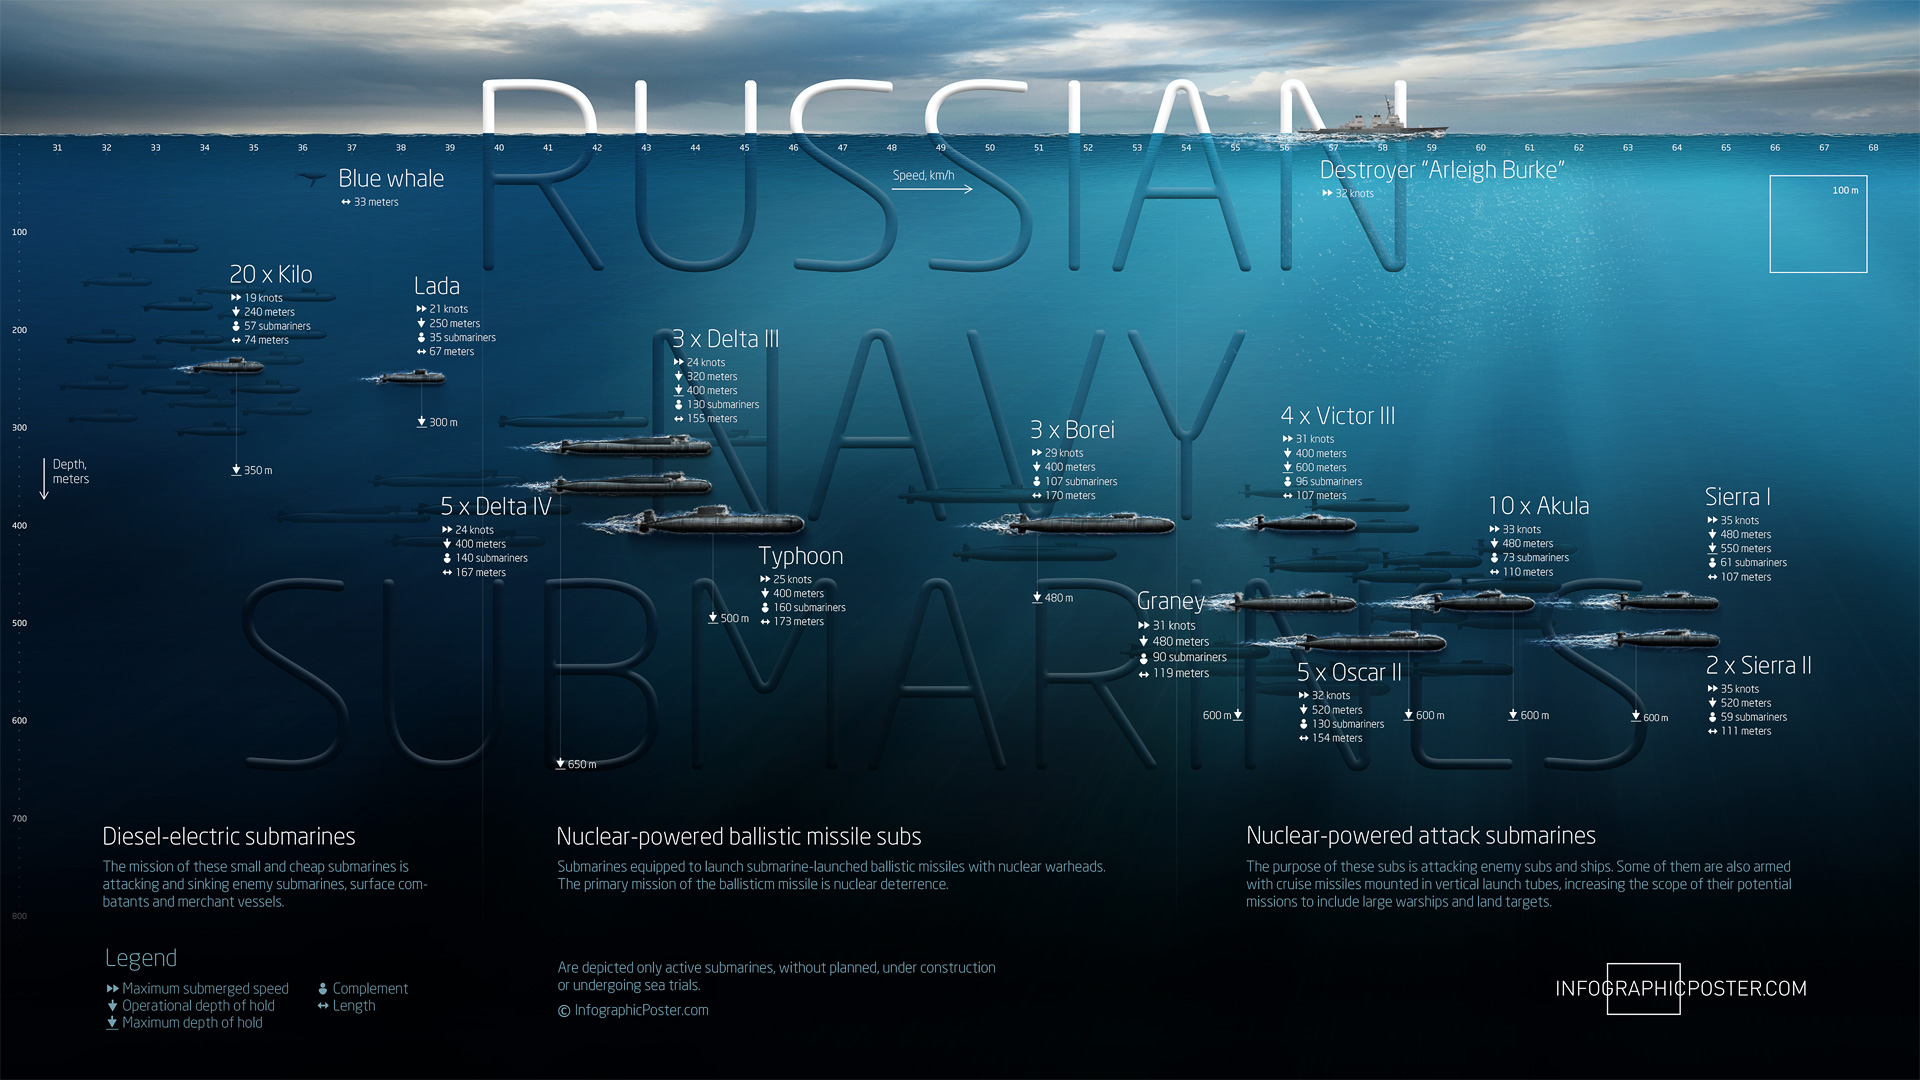 RUSSIAN
NAVY
SUBMARINES
31 32 33 34 35 36 37 38 39 40 41 42 43 44 45 46 47 48 49 50 51 52 53 54 55 56 57 58 59 60 61 62 63 64 65 66 67 68
Speed, km/h
Blue whale
33 meters
Destroyer "Arleigh Burke"
32 knots
100 m
100
200
300
400
500
600
700
800
Depth,
meters
20 x Kilo
19 knots
240 meters
57 submariners
74 meters
350 m
Lada
21 knots
250 meters
35 submariners
67 meters
300 m
3 x Delta III
24 knots
320 meters
400 meters
130 submariners
155 meters
5 x Delta IV
24 knots
400 meters
140 submariners
167 meters
650 m
Typhoon
25 knots
400 meters
160 submariners
173 meters
500 m
3 x Borei
29 knots
400 meters
107 submariners
170 meters
480 m
4 x Victor III
31 knots
400 meters
600 meters
96 submariners
107 meters
Graney
31 knots
480 meters
90 submariners
119 meters
600 m
5 x Oscar II
32 knots
520 meters
130 submariners
154 meters
600 m
10 x Akula
33 knots
480 meters
73 submariners
110 meters
600 m
Sierra I
35 knots
480 meters
550 meters
61 submariners
107 meters
2 x Sierra II
35 knots
520 meters
59 submariners
111 meters
600 m
Diesel-electric submarines
The mission of these small and cheap submarines is
attacking and sinking enemy submarines, surface com-
batants and merchant vessels.
Nuclear-powered ballistic missile subs
Submarines equipped to launch submarine-launched ballistic missiles with nuclear warheads.
The primary mission of the ballisticm missile is nuclear deterrence.
Nuclear-powered attack submarines
The purpose of these subs is attacking enemy subs and ships. Some of them are also armed
with cruise missiles mounted in vertical launch tubes, increasing the scope of their potential
missions to include large warships and land targets.
Legend
Maximum submerged speed
Operational depth of hold
Maximum depth of hold
Complement
Length
Are depicted only active submarines, without planned, under construction
or undergoing sea trials.
© InfographicPoster.com
INFOGRAPHICPOSTER.COM